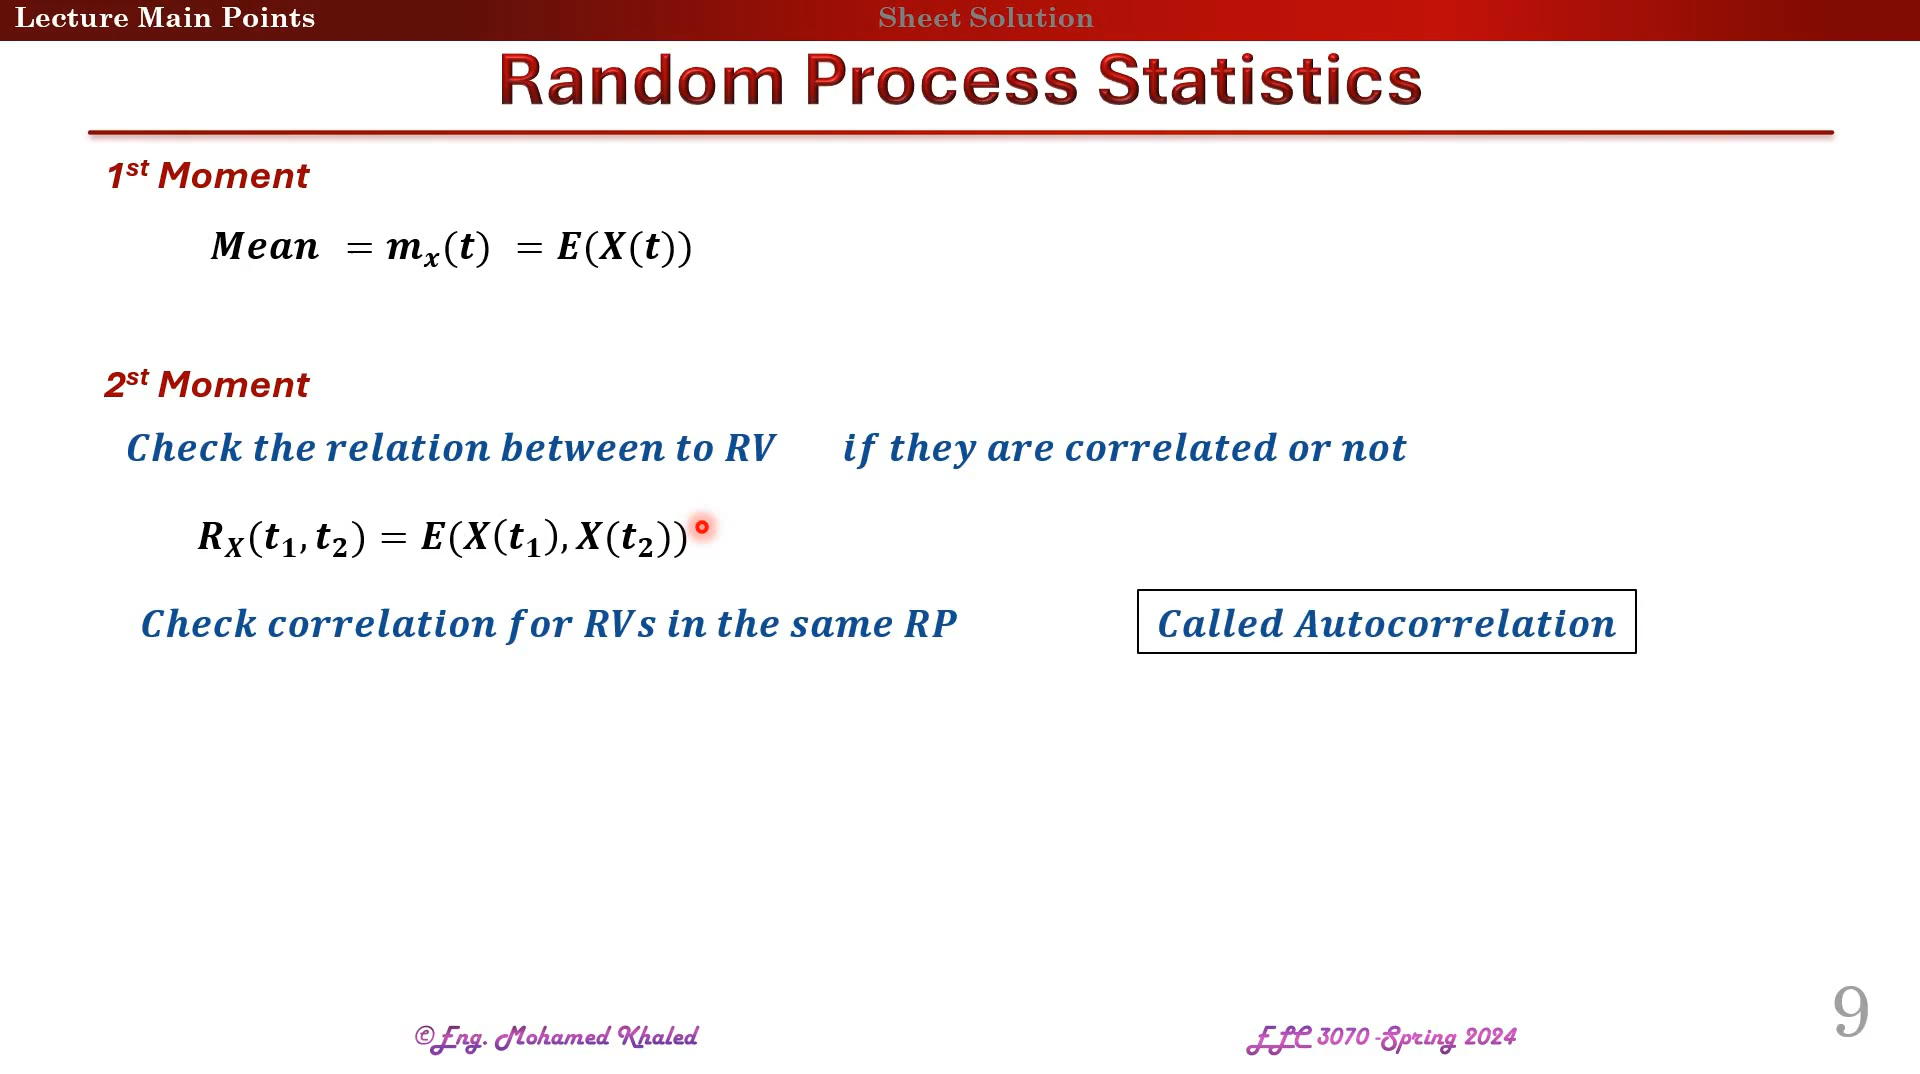 Lecture Main Points Sheet Solution
Random Process Statistics
1st Moment
Mean = mₓ(t) = E(X(t))
2st Moment
Check the relation between to RV if they are correlated or not
R_X(t₁, t₂) = E(X(t₁), X(t₂))
Check correlation for RVs in the same RP Called Autocorrelation
©Eng. Mohamed Khaled ELC 3070 -Spring 2024 9